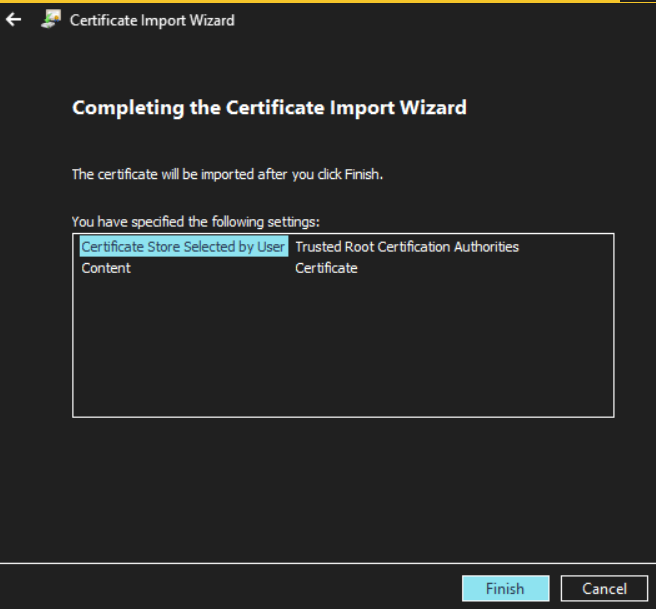 Certificate Import Wizard
Completing the Certificate Import Wizard
The certificate will be imported after you click Finish.
You have specified the following settings:
Certificate Store Selected by User Trusted Root Certification Authorities
Content Certificate
Finish Cancel